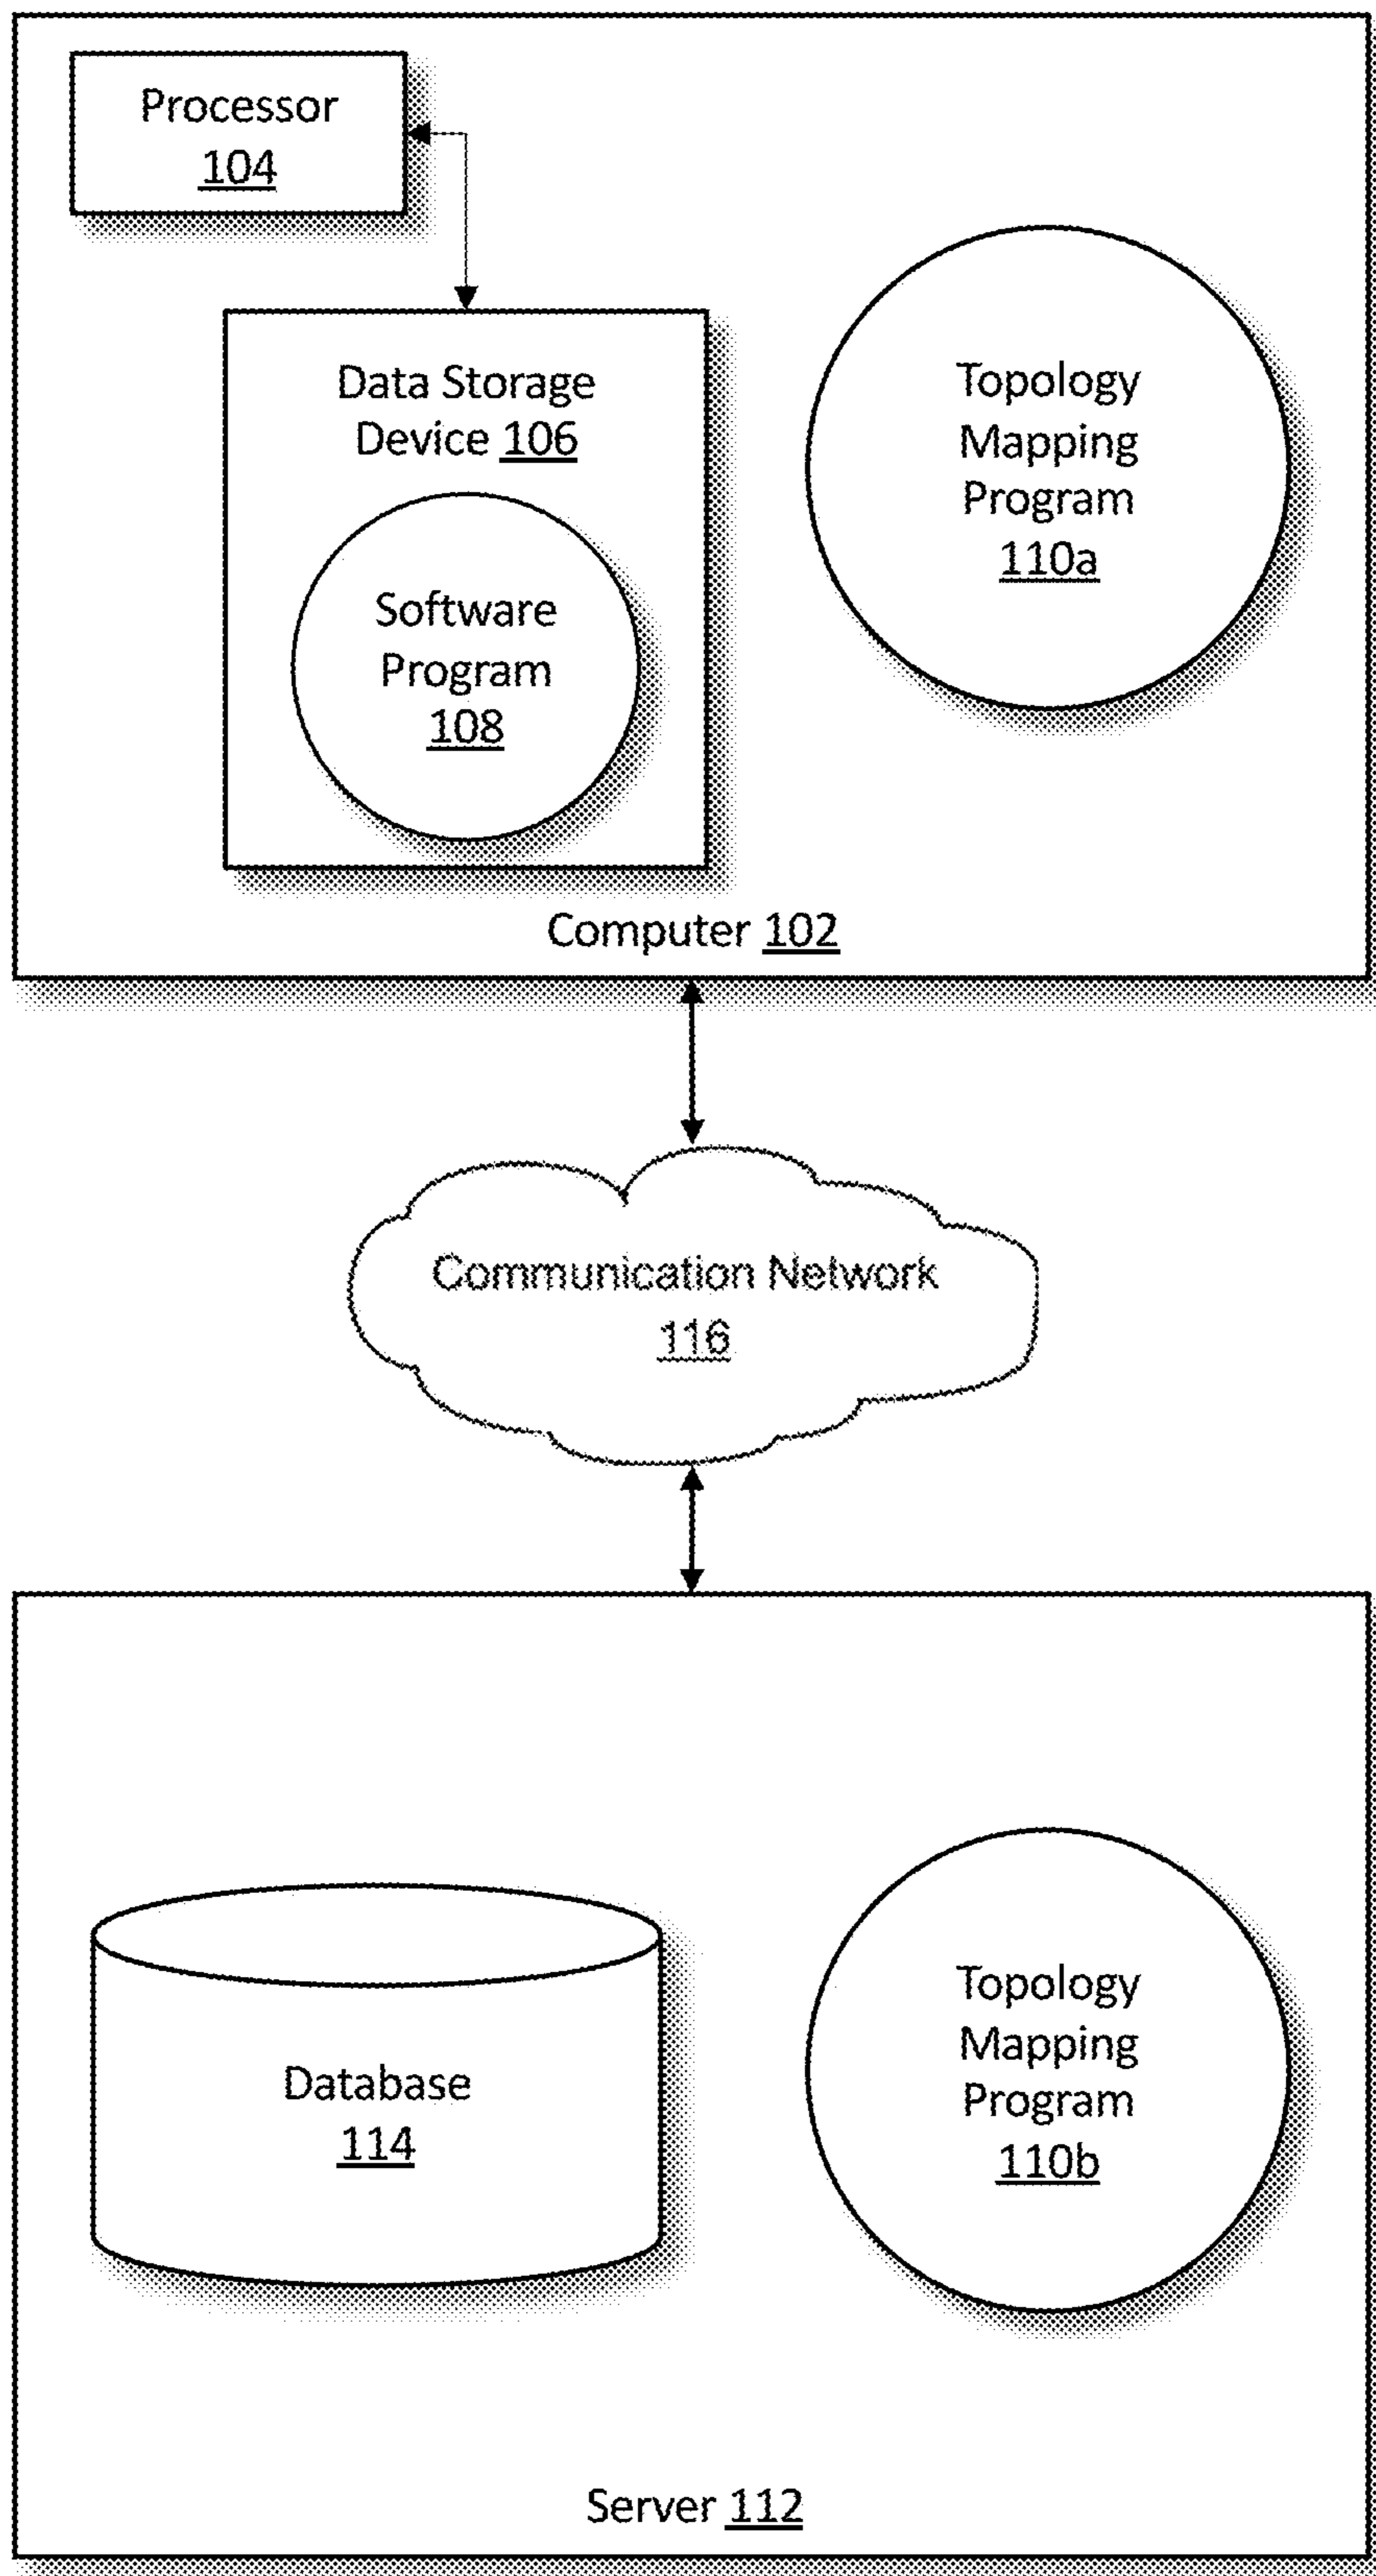 Processor
104
Data Storage
Device 106
Software
Program
108
Topology
Mapping
Program
110a
Computer 102
Communication Network
116
Database
114
Topology
Mapping
Program
110b
Server 112